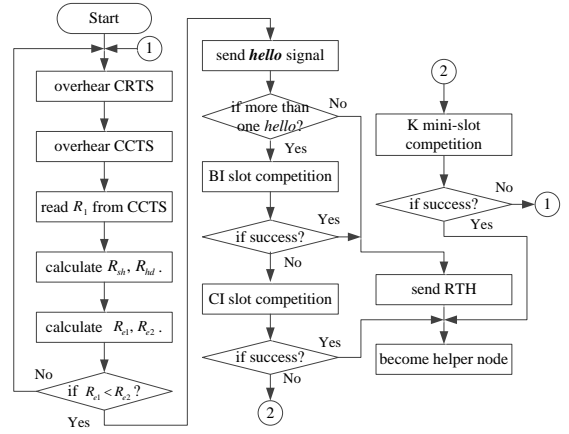 Start
1
overhear CRTS
overhear CCTS
read R₁ from CCTS
calculate Rₛₕ, R_hd .
calculate Rₑ₁, Rₑ₂ .
No
if Rₑ₁ < Rₑ₂ ?
Yes
send hello signal
if more than
one hello?
No
Yes
BI slot competition
if success?
Yes
No
CI slot competition
if success?
Yes
No
2
2
K mini-slot
competition
if success?
No
1
Yes
send RTH
become helper node